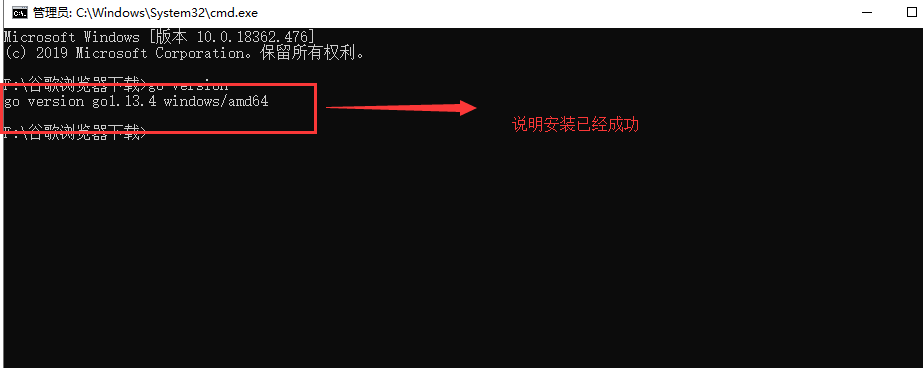 管理员: C:\Windows\System32\cmd.exe
Microsoft Windows [版本 10.0.18362.476]
(c) 2019 Microsoft Corporation。保留所有权利。
F:\谷歌浏览器下载>go version
go version go1.13.4 windows/amd64
说明安装已经成功
F:\谷歌浏览器下载>